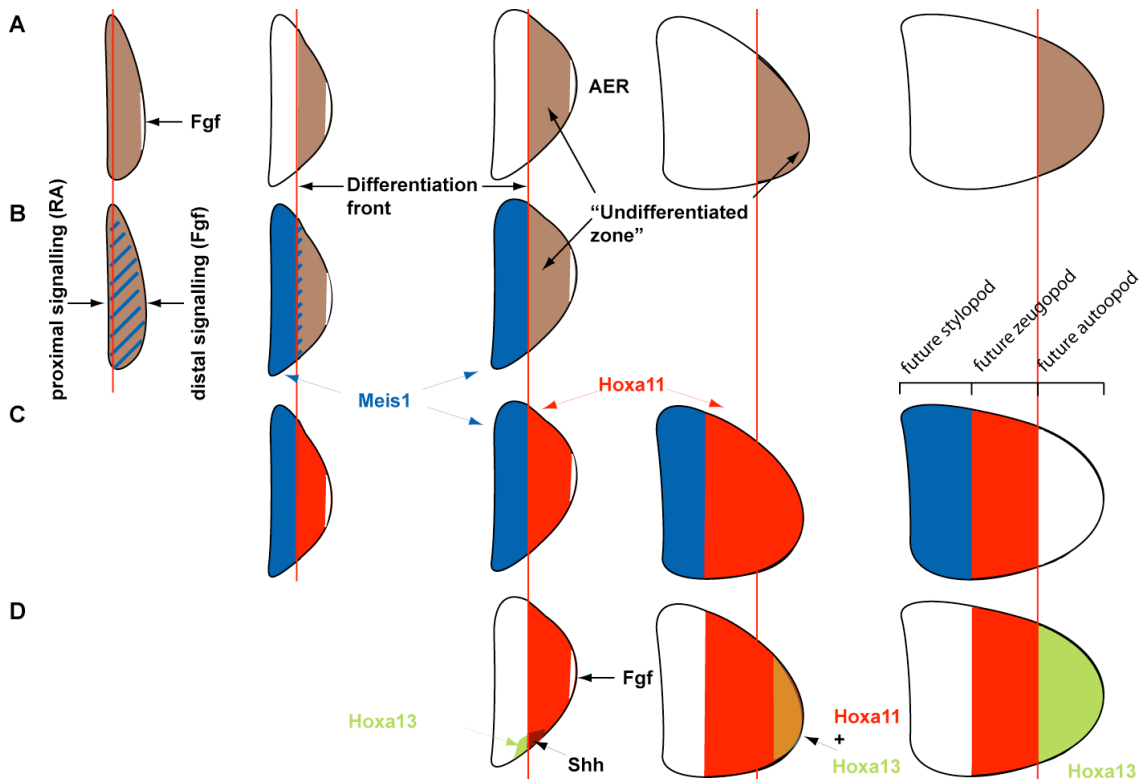 A
Fgf
AER
Differentiation
front
"Undifferentiated
zone"
B
proximal signalling (RA)
distal signalling (Fgf)
future stylopod
future zeugopod
future autoopod
Meis1
Hoxa11
C
D
Fgf
Hoxa13
Shh
Hoxa11
+
Hoxa13
Hoxa13